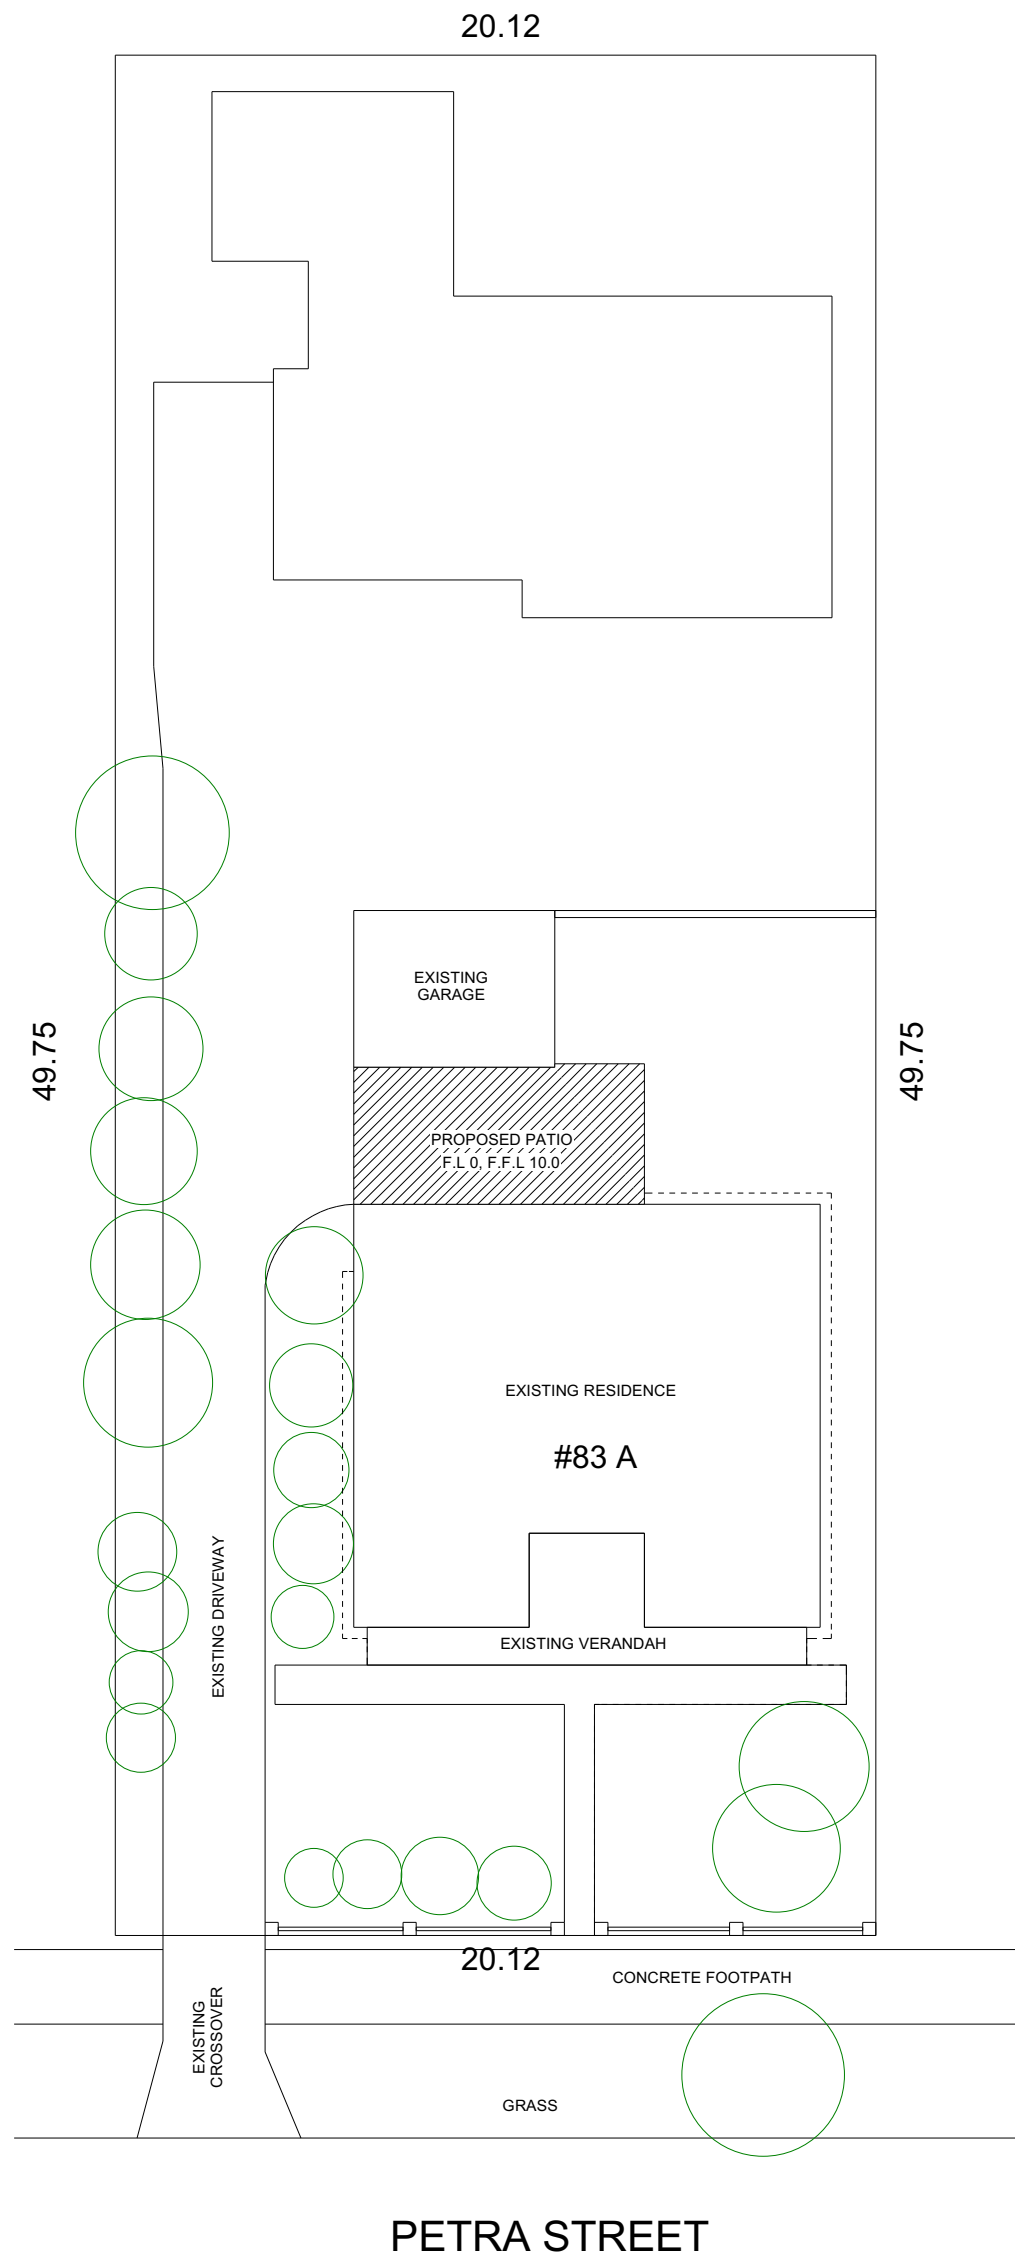 20.12
EXISTING
GARAGE
49.75
49.75
PROPOSED PATIO
F.L 0, F.F.L 10.0
EXISTING RESIDENCE
#83 A
EXISTING DRIVEWAY
EXISTING VERANDAH
20.12
CONCRETE FOOTPATH
EXISTING
CROSSOVER
GRASS
PETRA STREET